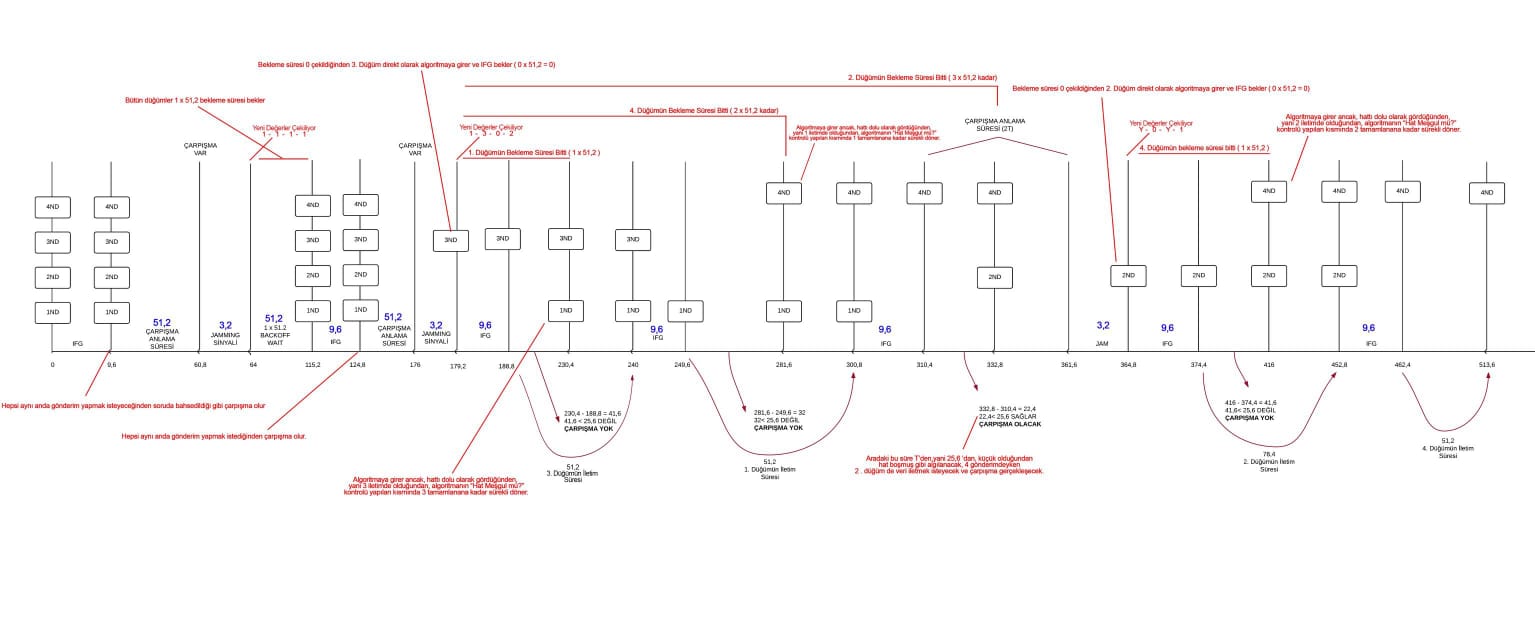 Bekleme süresi 0 çekildiğinden 3. Düğüm direkt olarak algoritmaya girer ve IFG bekler ( 0 x 51,2 = 0)
2. Düğümün Bekleme Süresi Bitti ( 3 x 51,2 kadar)
Bekleme süresi 0 çekildiğinden 2. Düğüm direkt olarak algoritmaya girer ve IFG bekler ( 0 x 51,2 = 0)
Bütün düğümler 1 x 51,2 bekleme süresi bekler
4. Düğümün Bekleme Süresi Bitti ( 2 x 51,2 kadar)
Yeni Değerler Çekiliyor
1 - 1 - 1 - 1
Yeni Değerler Çekiliyor
1 - 3 - 0 - 2
Algoritmaya girer ancak, hattı dolu olarak gördüğünden,
yani 1 iletimde olduğundan, algoritmanın "Hat Meşgul mü?"
kontrolü yapılan kısmında 1 tamamlanana kadar sürekli döner.
ÇARPIŞMA ANLAMA
SÜRESİ (2T)
Yeni Değerler Çekiliyor
Y - 0 - Y - 1
Algoritmaya girer ancak, hattı dolu olarak gördüğünden,
yani 2 iletimde olduğundan, algoritmanın "Hat Meşgul mü?"
kontrolü yapılan kısmında 2 tamamlanana kadar sürekli döner.
ÇARPIŞMA
VAR
ÇARPIŞMA
VAR
1. Düğümün Bekleme Süresi Bitti ( 1 x 51,2 )
4. Düğümün bekleme süresi bitti ( 1 x 51,2 )
4ND 4ND 4ND 4ND 4ND 4ND 4ND 4ND 4ND 4ND 4ND 4ND
3ND 3ND 3ND 3ND 3ND 3ND 3ND 3ND
2ND 2ND 2ND 2ND 2ND 2ND 2ND 2ND 2ND
1ND 1ND 1ND 1ND 1ND 1ND 1ND 1ND 1ND
IFG
51,2
ÇARPIŞMA
ANLAMA
SÜRESİ
3,2
JAMMING
SİNYALİ
51,2
1 x 51.2
BACKOFF
WAIT
9,6
IFG
51,2
ÇARPIŞMA
ANLAMA
SÜRESİ
3,2
JAMMING
SİNYALİ
9,6
IFG
9,6
IFG
9,6
IFG
3,2
JAM
9,6
IFG
9,6
IFG
0 9,6 60,8 64 115,2 124,8 176 179,2 188,8 230,4 240 249,6 281,6 300,8 310,4 332,8 361,6 364,8 374,4 416 452,8 462,4 513,6
Hepsi aynı anda gönderim yapmak isteyeceğinden soruda bahsedildiği gibi çarpışma olur
Hepsi aynı anda gönderim yapmak istediğinden çarpışma olur.
230,4 - 188,8 = 41,6
41,6 < 25,6 DEĞİL
ÇARPIŞMA YOK
281,6 - 249,6 = 32
32< 25,6 DEĞİL
ÇARPIŞMA YOK
332,8 - 310,4 = 22,4
22,4< 25,6 SAĞLAR
ÇARPIŞMA OLACAK
416 - 374,4 = 41,6
41,6< 25,6 DEĞİL
ÇARPIŞMA YOK
51,2
3. Düğümün İletim
Süresi
51,2
1. Düğümün İletim
Süresi
Aradaki bu süre T'den,yani 25,6 'dan, küçük olduğundan
hat boşmuş gibi algılanacak, 4 gönderimdeyken
2 . düğüm de veri iletmek isteyecek ve çarpışma gerçekleşecek.
78,4
2. Düğümün İletim
Süresi
51,2
4. Düğümün İletim
Süresi
Algoritmaya girer ancak, hattı dolu olarak gördüğünden,
yani 3 iletimde olduğundan, algoritmanın "Hat Meşgul mü?"
kontrolü yapılan kısmında 3 tamamlanana kadar sürekli döner.